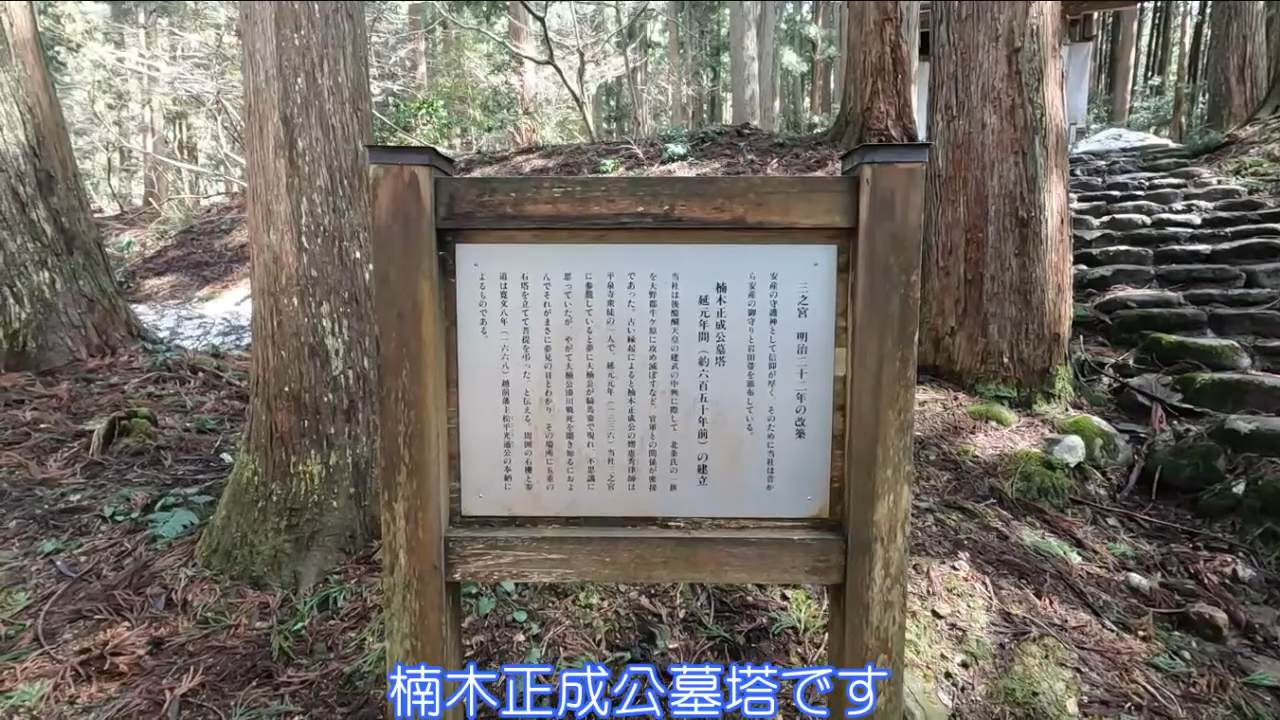 三之宮　明治二十二年の改築
安産の守護神として信仰が厚く、そのために当社は昔か
ら安産の御守りと岩田帯を頒布している。
楠木正成公墓塔
延元年間（約六百五十年前）の建立
当社は後醍醐天皇の建武の中興に際して、北条氏の一族
を大野郡牛ケ原に攻め滅ぼすなど、官軍との関係が密接
であった。古い縁起によると楠木正成公の甥恵秀律師は
平泉寺衆徒の一人で、延元元年（一三三六）当社三之宮
に参籠していると夢に大楠公が騎馬姿で現れ、不思議に
思っていたが、やがて大楠公湊川戦死を聞き知るにおよ
んでそれがまさに夢見の日とわかり、その場所に五重の
石塔を立てて菩提を弔った、と伝える。周囲の石柵と参
道は寛文八年（一六六八）越前藩主松平光通公の奉納に
よるものである。
楠木正成公墓塔です